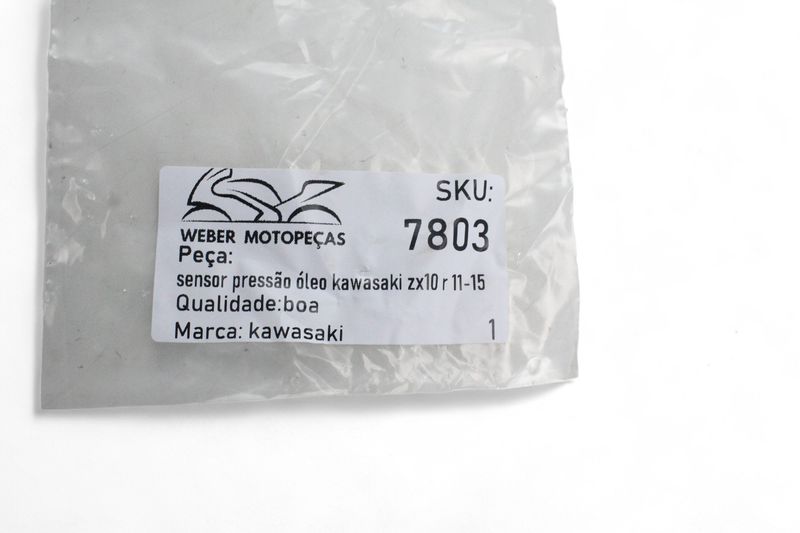 WEBER MOTOPEÇAS
SKU:
7803
Peça:
sensor pressão óleo kawasaki zx10 r 11-15
Qualidade:boa
Marca: kawasaki
1